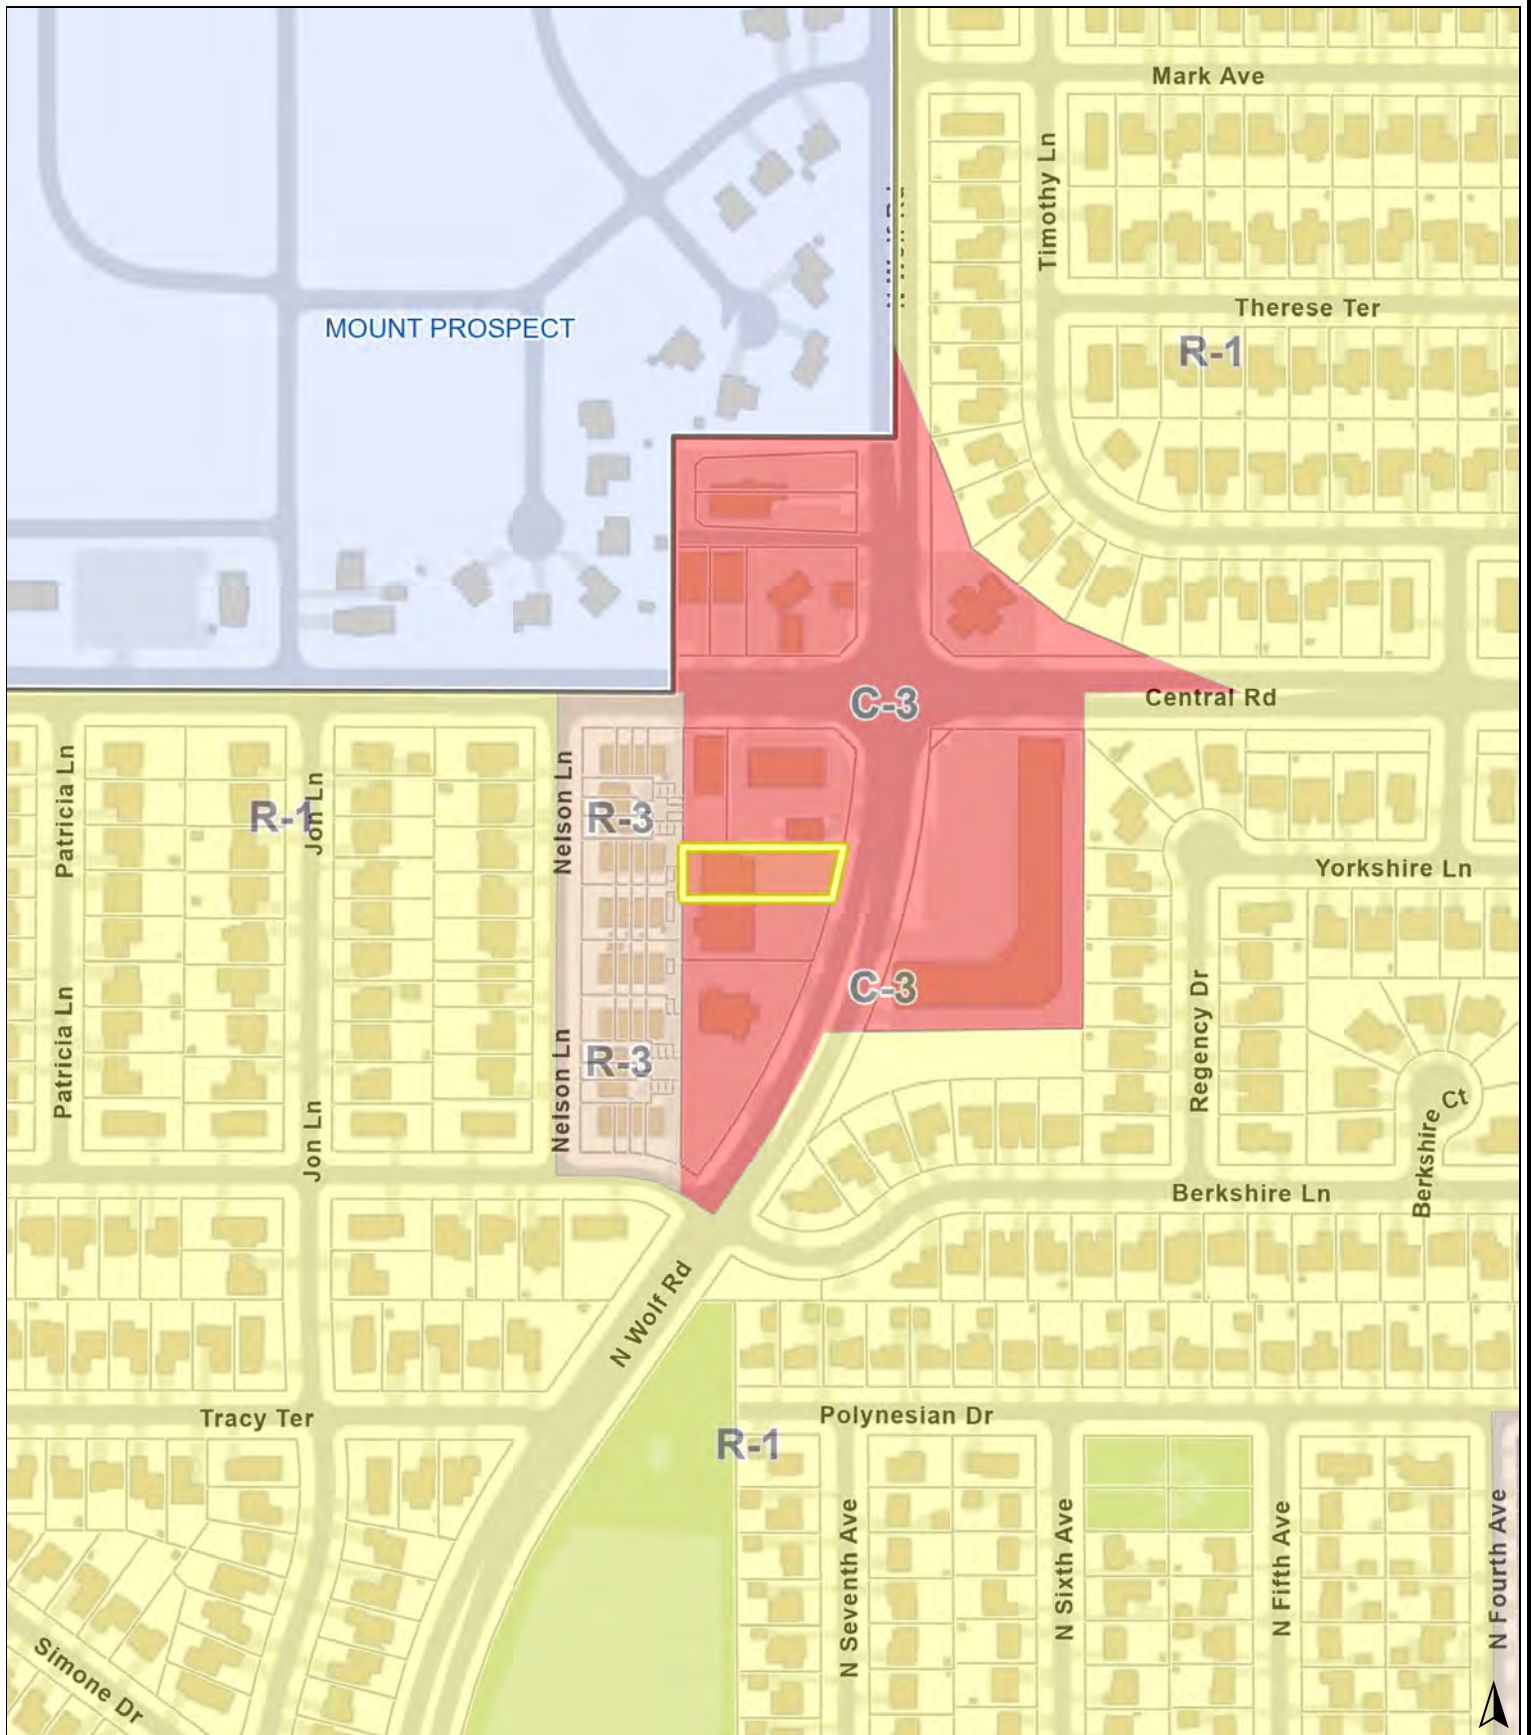 Mark Ave
Timothy Ln
Therese Ter
MOUNT PROSPECT
R-1
C-3
Central Rd
Patricia Ln
R-1
Jon Ln
Nelson Ln
R-3
Yorkshire Ln
C-3
Patricia Ln
Nelson Ln
R-3
Regency Dr
Jon Ln
Berkshire Ct
Berkshire Ln
N Wolf Rd
Tracy Ter
Polynesian Dr
R-1
N Seventh Ave
N Sixth Ave
N Fifth Ave
N Fourth Ave
Simone Dr